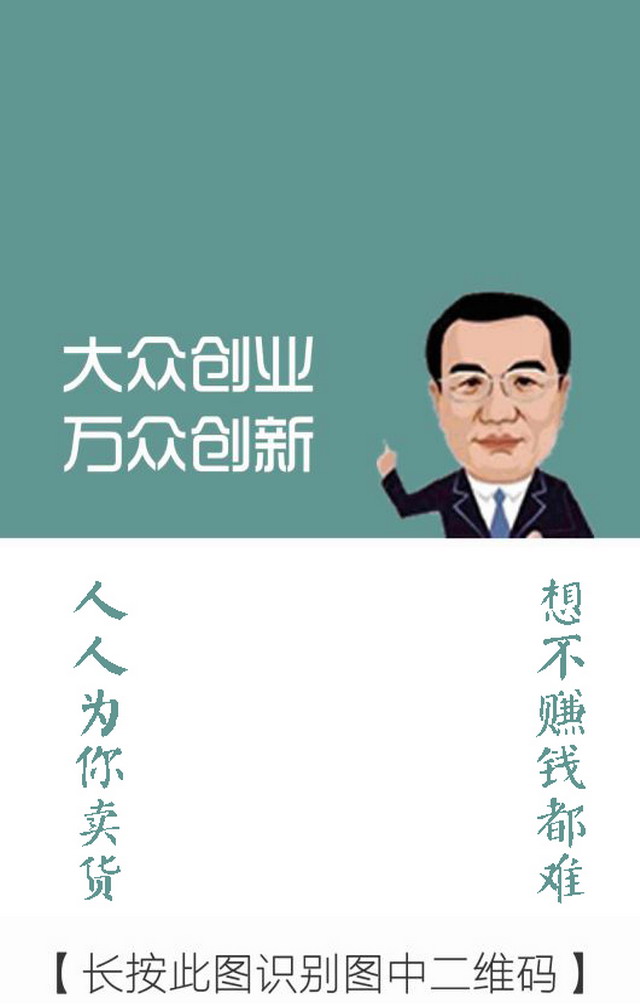 大众创业
万众创新
人人为你卖货
想不赚钱都难
【长按此图识别图中二维码】